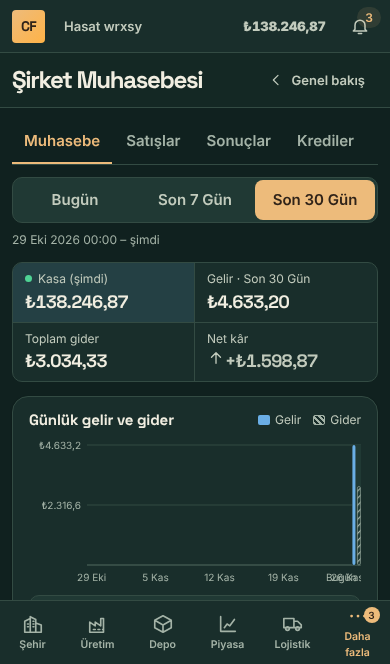 CF Hasat wrxsy ₺138.246,87 3
Şirket Muhasebesi Genel bakış
Muhasebe Satışlar Sonuçlar Krediler
Bugün Son 7 Gün Son 30 Gün
29 Eki 2026 00:00 – şimdi
Kasa (şimdi) Gelir · Son 30 Gün
₺138.246,87 ₺4.633,20
Toplam gider Net kâr
₺3.034,33 +₺1.598,87
Günlük gelir ve gider Gelir Gider
₺4.633,2
₺2.316,6
29 Eki 5 Kas 12 Kas 19 Kas
3
Şehir Üretim Depo Piyasa Lojistik Daha
fazla